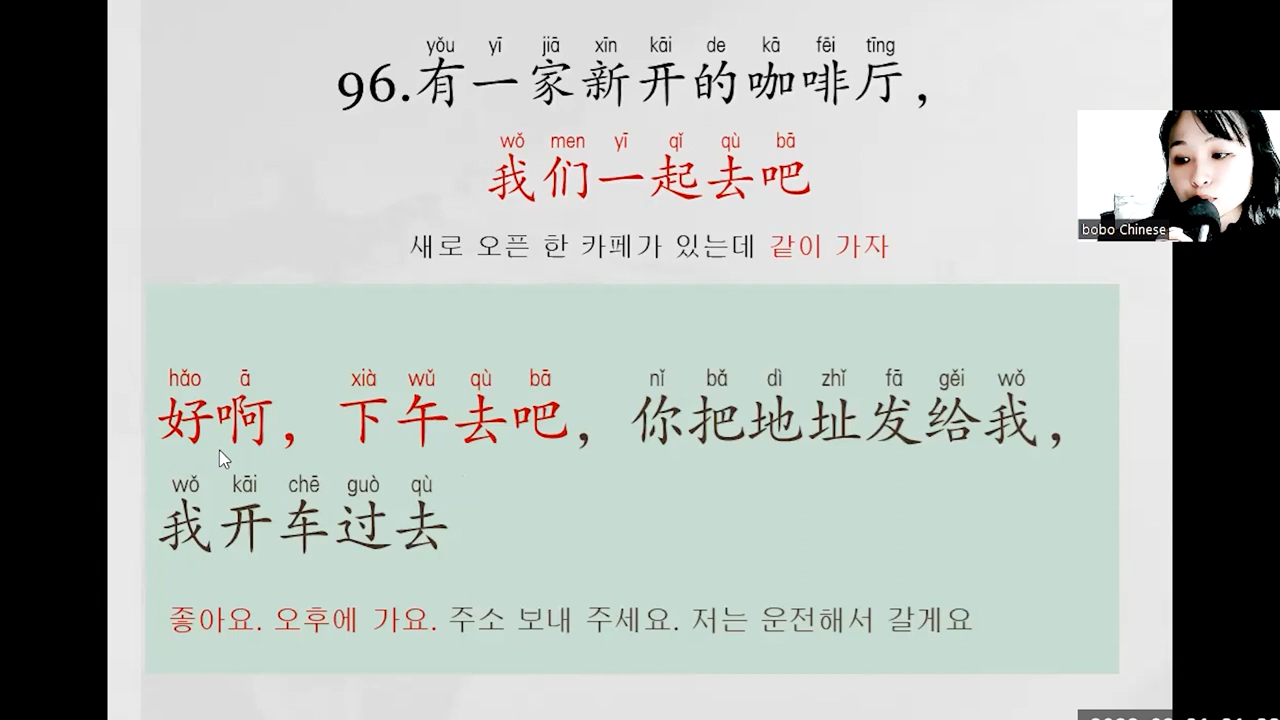 yǒu yī jiā xīn kāi de kā fēi tīng
96.有一家新开的咖啡厅，
wǒ men yī qǐ qù bā
我们一起去吧
새로 오픈 한 카페가 있는데 같이 가자
bobo Chinese
hǎo ā xià wǔ qù bā nǐ bǎ dì zhǐ fā gěi wǒ
好啊，下午去吧，你把地址发给我，
wǒ kāi chē guò qù
我开车过去
좋아요. 오후에 가요. 주소 보내 주세요. 저는 운전해서 갈게요